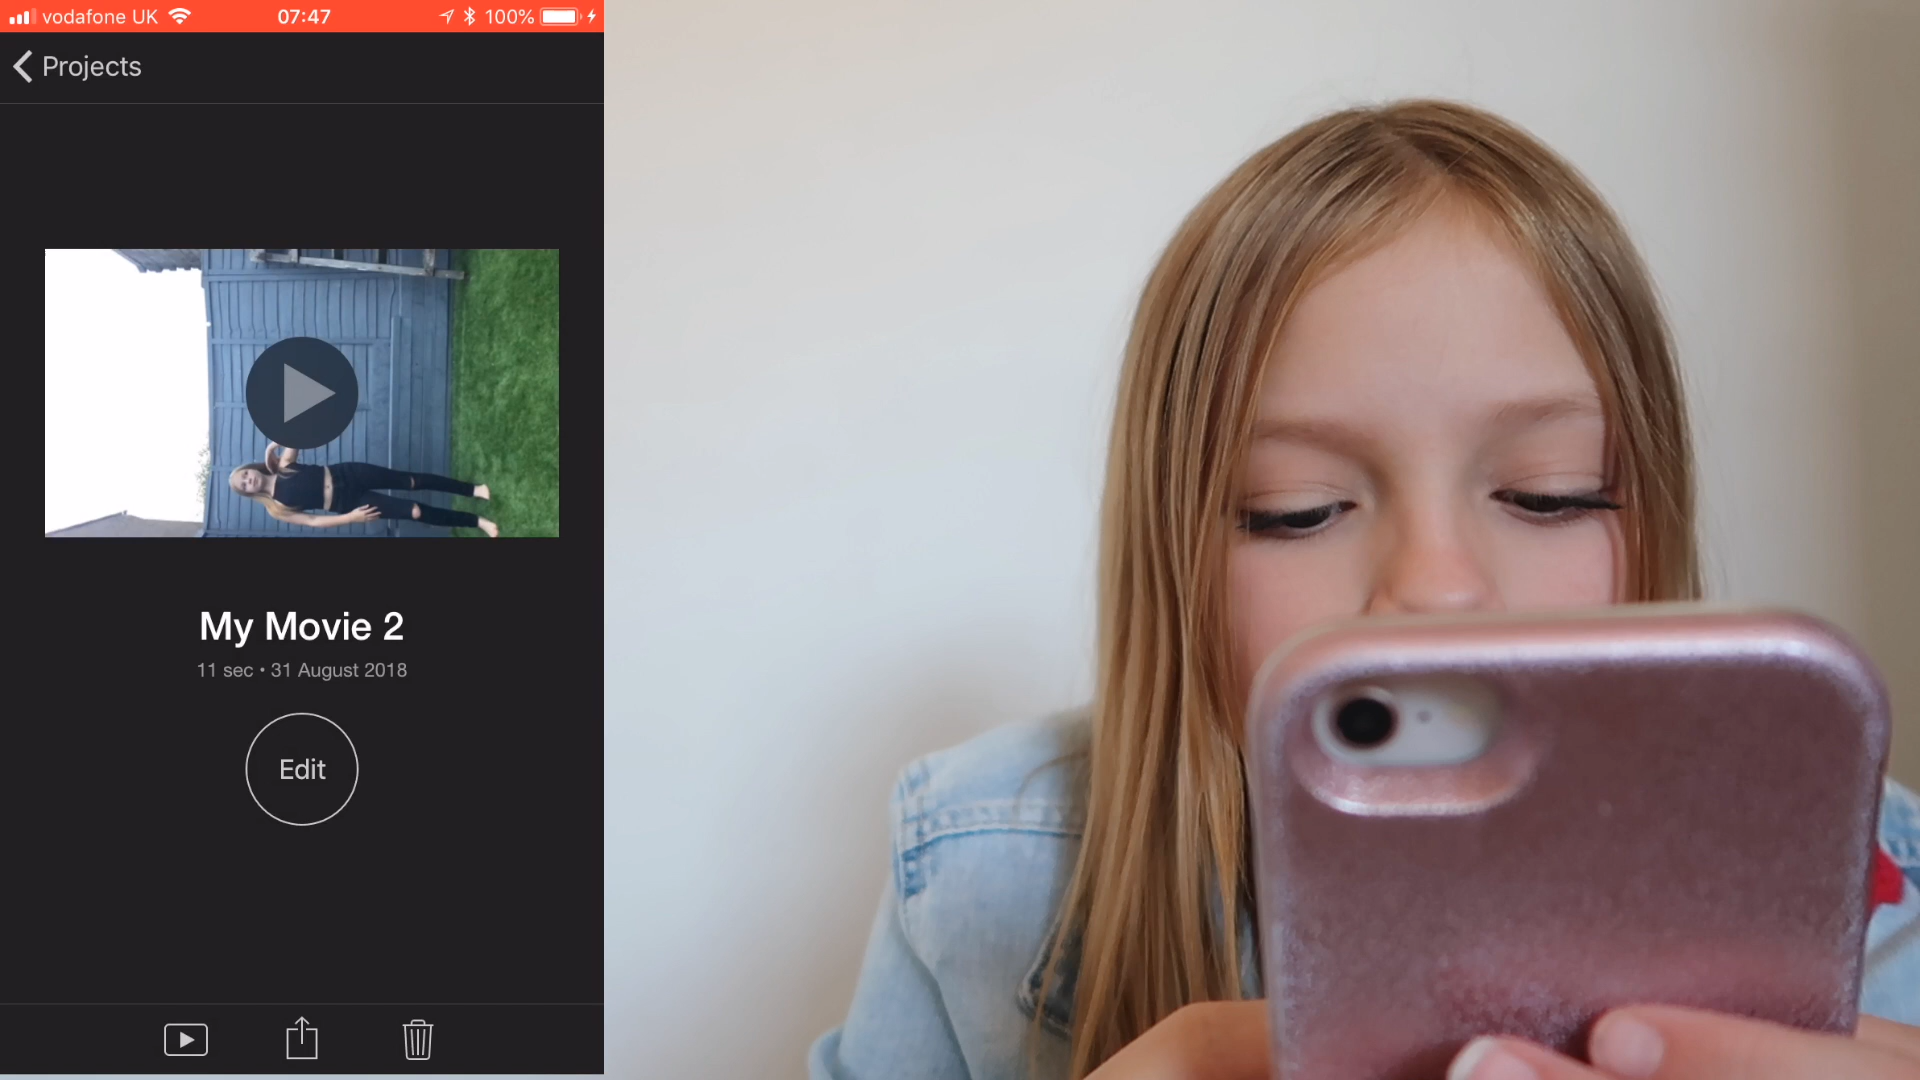 vodafone UK 07:47 100%
Projects
My Movie 2
11 sec • 31 August 2018
Edit